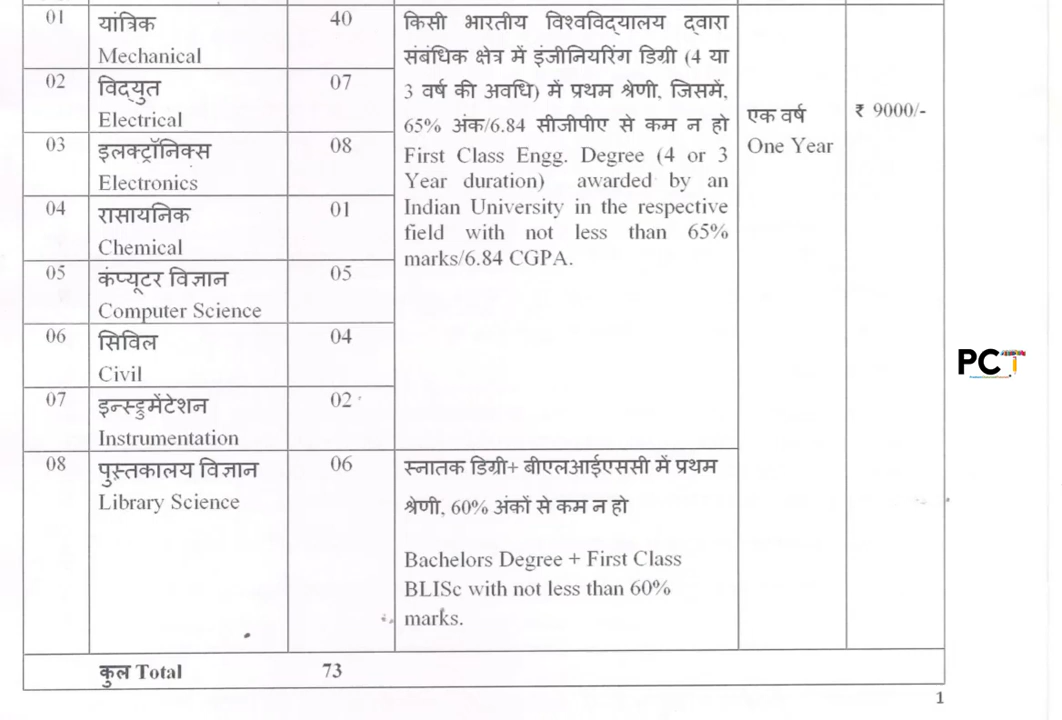 01 यांत्रिक 40 किसी भारतीय विश्वविद्यालय द्वारा
Mechanical संबंधिक क्षेत्र में इंजीनियरिंग डिग्री (4 या
02 विद्युत 07 3 वर्ष की अवधि) में प्रथम श्रेणी, जिसमें,
Electrical 65% अंक/6.84 सीजीपीए से कम न हो एक वर्ष ₹ 9000/-
03 इलक्ट्रॉनिक्स 08 First Class Engg. Degree (4 or 3 One Year
Electronics Year duration) awarded by an
04 रासायनिक 01 Indian University in the respective
Chemical field with not less than 65%
marks/6.84 CGPA.
05 कंप्यूटर विज्ञान 05
Computer Science
06 सिविल 04
Civil
PCT
07 इन्स्ट्रुमेंटेशन 02
Instrumentation
08 पुस्तकालय विज्ञान 06 स्नातक डिग्री+ बीएलआईएससी में प्रथम
Library Science श्रेणी, 60% अंकों से कम न हो
Bachelors Degree + First Class
BLISc with not less than 60%
marks.
कुल Total 73
1